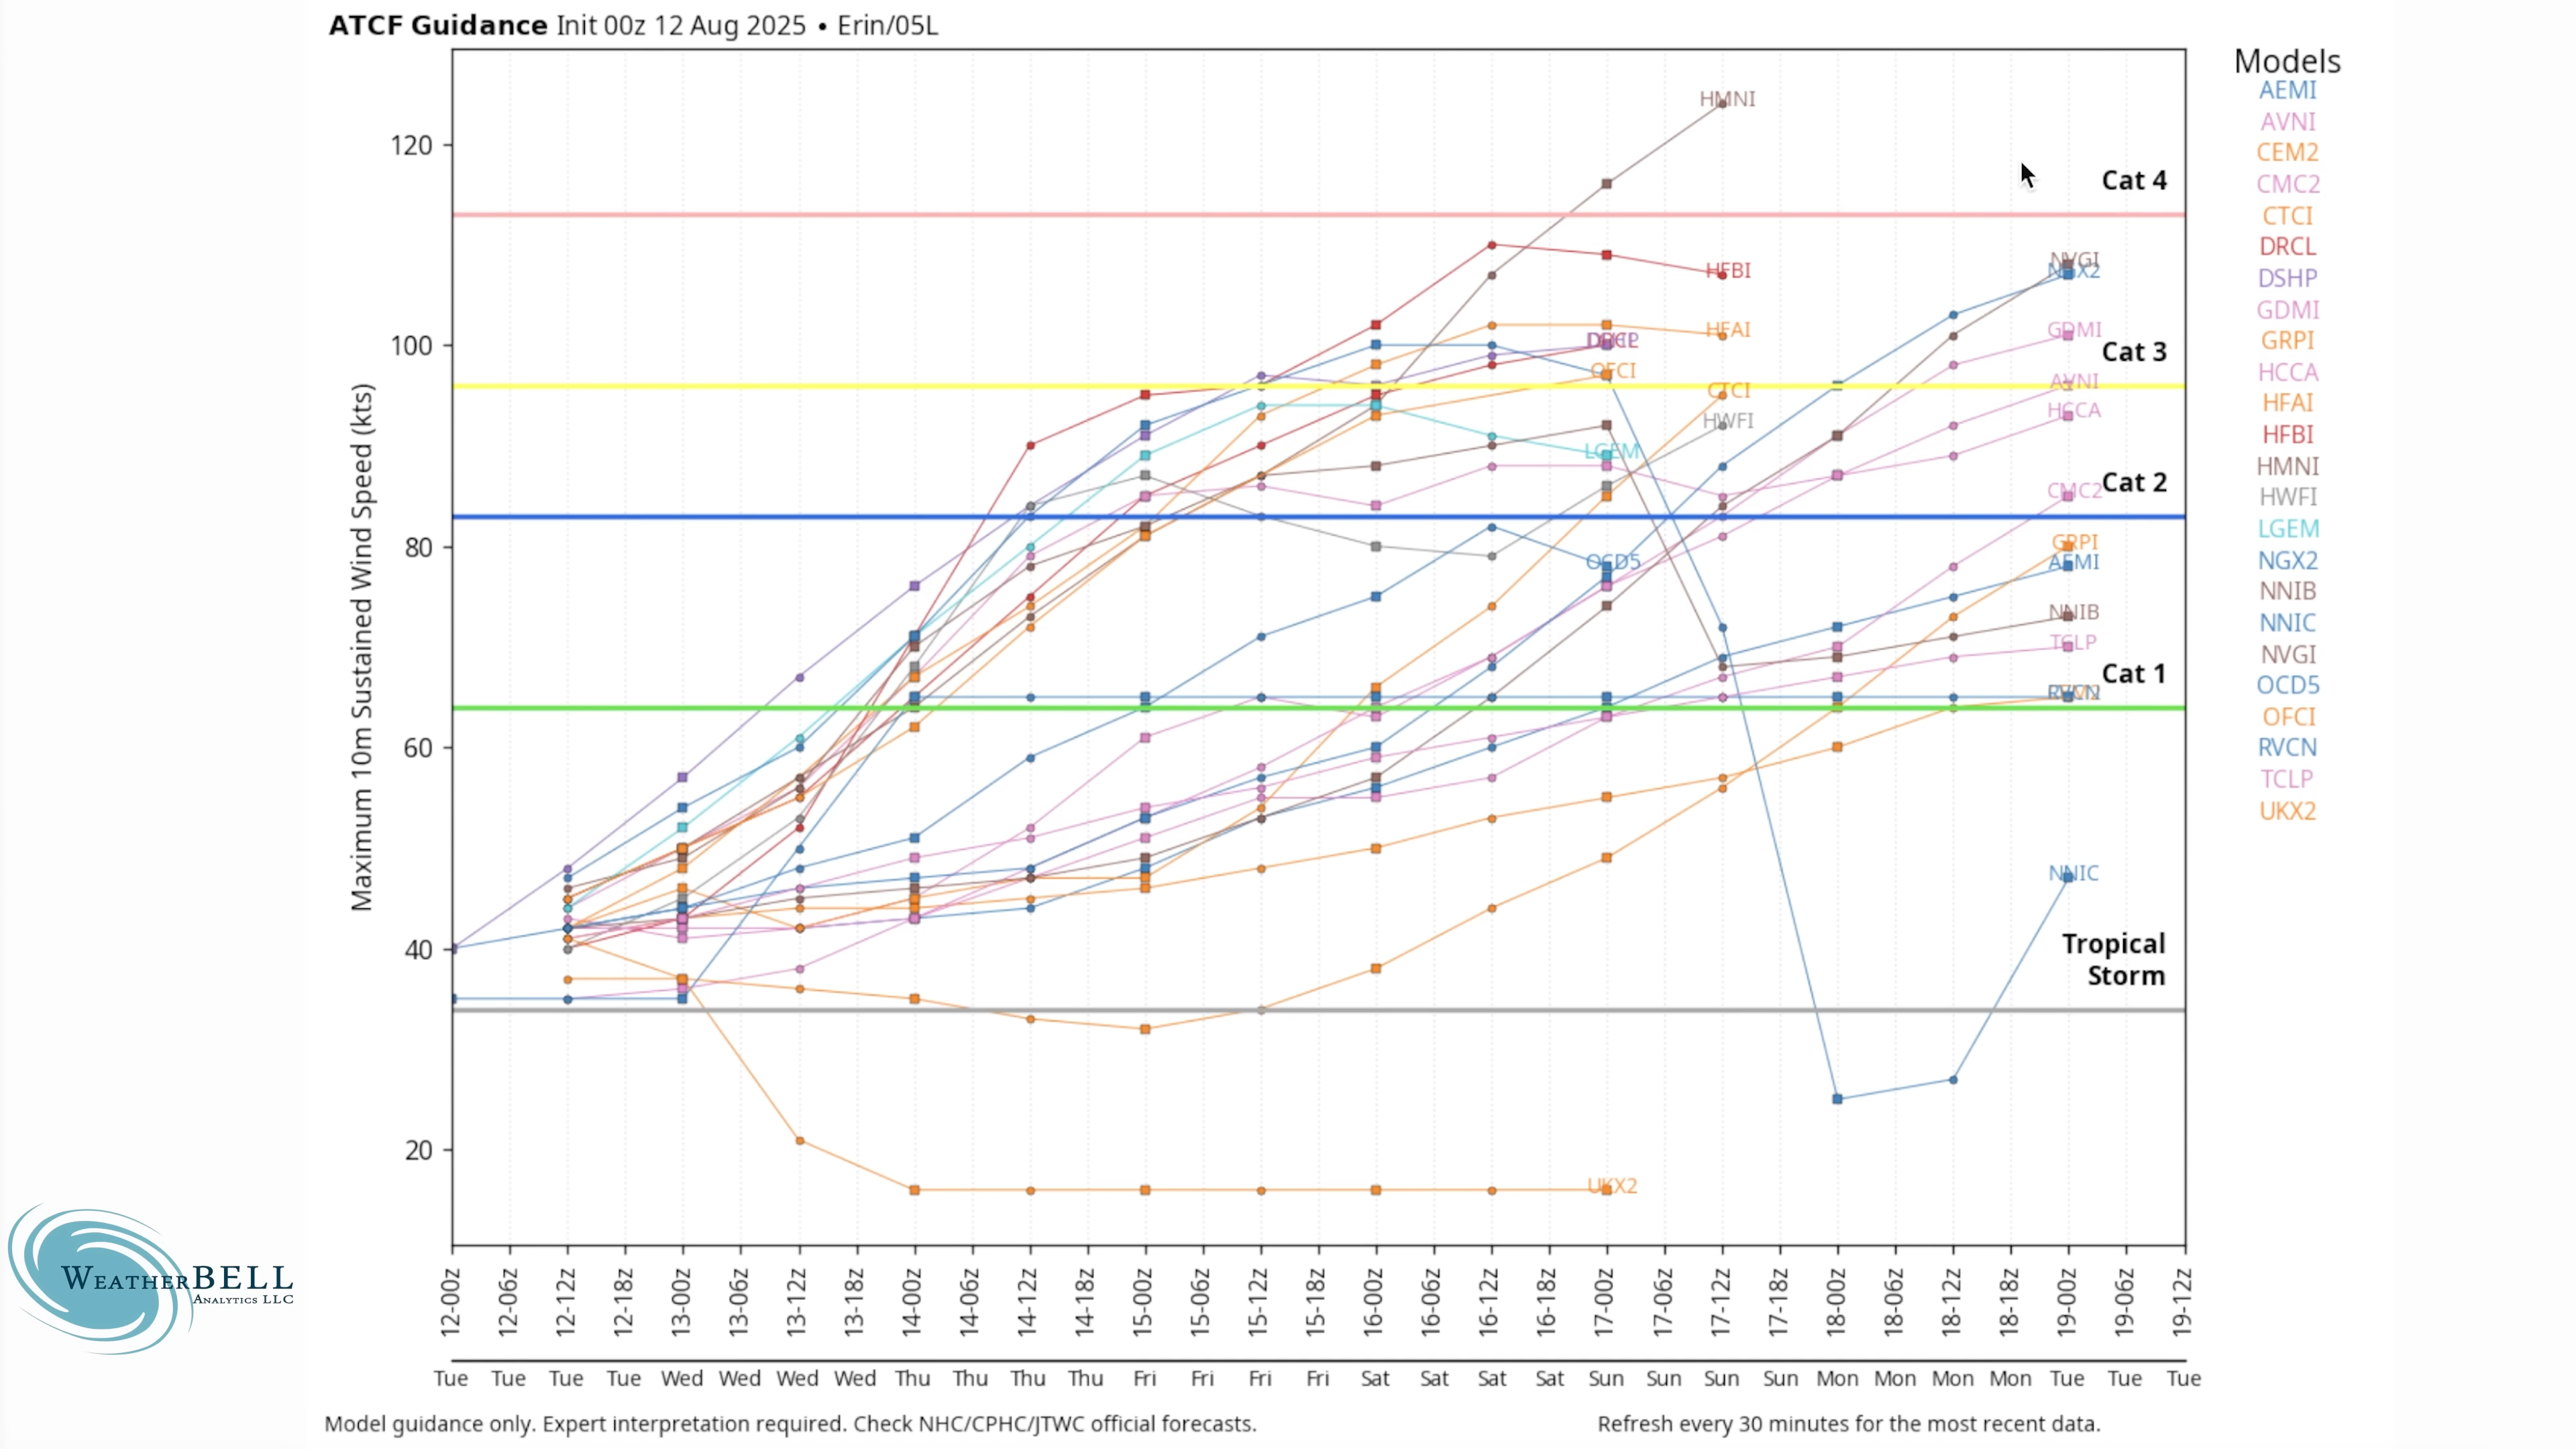 ATCF Guidance Init 00z 12 Aug 2025 • Erin/05L
Models
AEMI
AVNI
CEM2
CMC2
CTCI
DRCL
DSHP
GDMI
GRPI
HCCA
HFAI
HFBI
HMNI
HWFI
LGEM
NGX2
NNIB
NNIC
NVGI
OCD5
OFCI
RVCN
TCLP
UKX2
Maximum 10m Sustained Wind Speed (kts)
120
100
80
60
40
20
HMNI
Cat 4
NVGI
HFBI
NGX2
HFAI
GDMI
Cat 3
OFCI
AVNI
CTCI
HCCA
HWFI
LGEM
Cat 2
CMC2
GRPI
OCD5
AEMI
NNIB
TCLP
Cat 1
NNIC
Tropical
Storm
UKX2
12-00z 12-06z 12-12z 12-18z 13-00z 13-06z 13-12z 13-18z 14-00z 14-06z 14-12z 14-18z 15-00z 15-06z 15-12z 15-18z 16-00z 16-06z 16-12z 16-18z 17-00z 17-06z 17-12z 17-18z 18-00z 18-06z 18-12z 18-18z 19-00z 19-06z 19-12z
Tue Tue Tue Tue Wed Wed Wed Wed Thu Thu Thu Thu Fri Fri Fri Fri Sat Sat Sat Sat Sun Sun Sun Sun Mon Mon Mon Mon Tue Tue Tue
WEATHERBELL
ANALYTICS LLC
Model guidance only. Expert interpretation required. Check NHC/CPHC/JTWC official forecasts.
Refresh every 30 minutes for the most recent data.